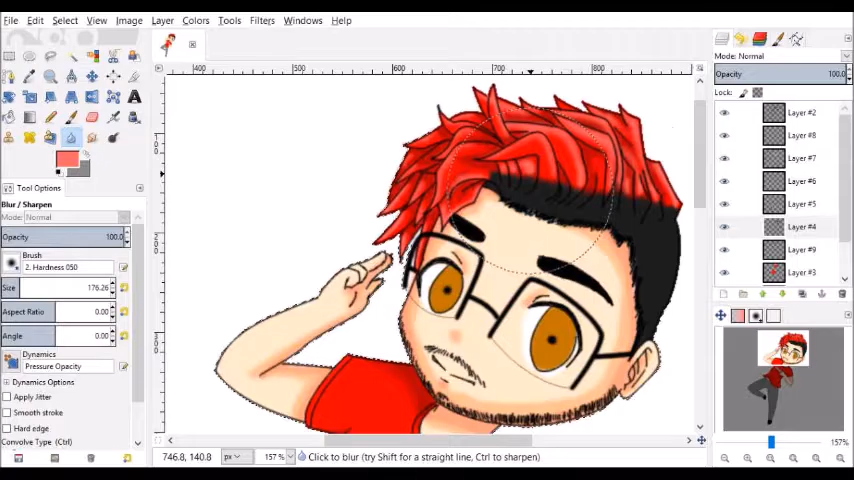 File Edit Select View Image Layer Colors Tools Filters Windows Help
400 500 600 700 800
Mode: Normal
Opacity 100.0
Lock:
Layer #2
Layer #8
Layer #7
Layer #6
Layer #5
Layer #4
Layer #9
Layer #3
Tool Options
Blur / Sharpen
Mode: Normal
Opacity 100.0
Brush
2. Hardness 050
Size 176.26
Aspect Ratio 0.00
Angle 0.00
Dynamics
Pressure Opacity
Dynamics Options
Apply Jitter
Smooth stroke
Hard edge
Convolve Type (Ctrl)
157%
746.8, 140.8 px 157 % Click to blur (try Shift for a straight line, Ctrl to sharpen)